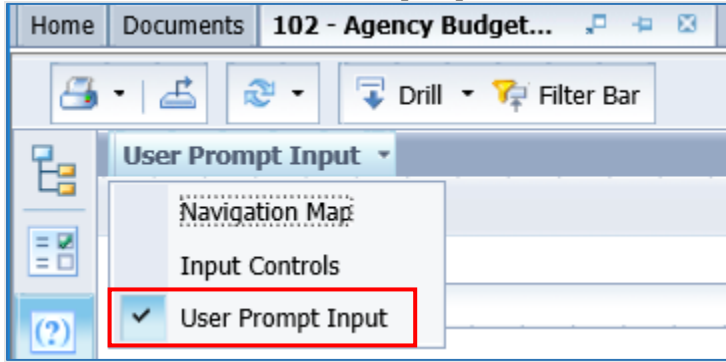 Home Documents 102 - Agency Budget...
Drill Filter Bar
User Prompt Input
Navigation Map
Input Controls
User Prompt Input
(?)